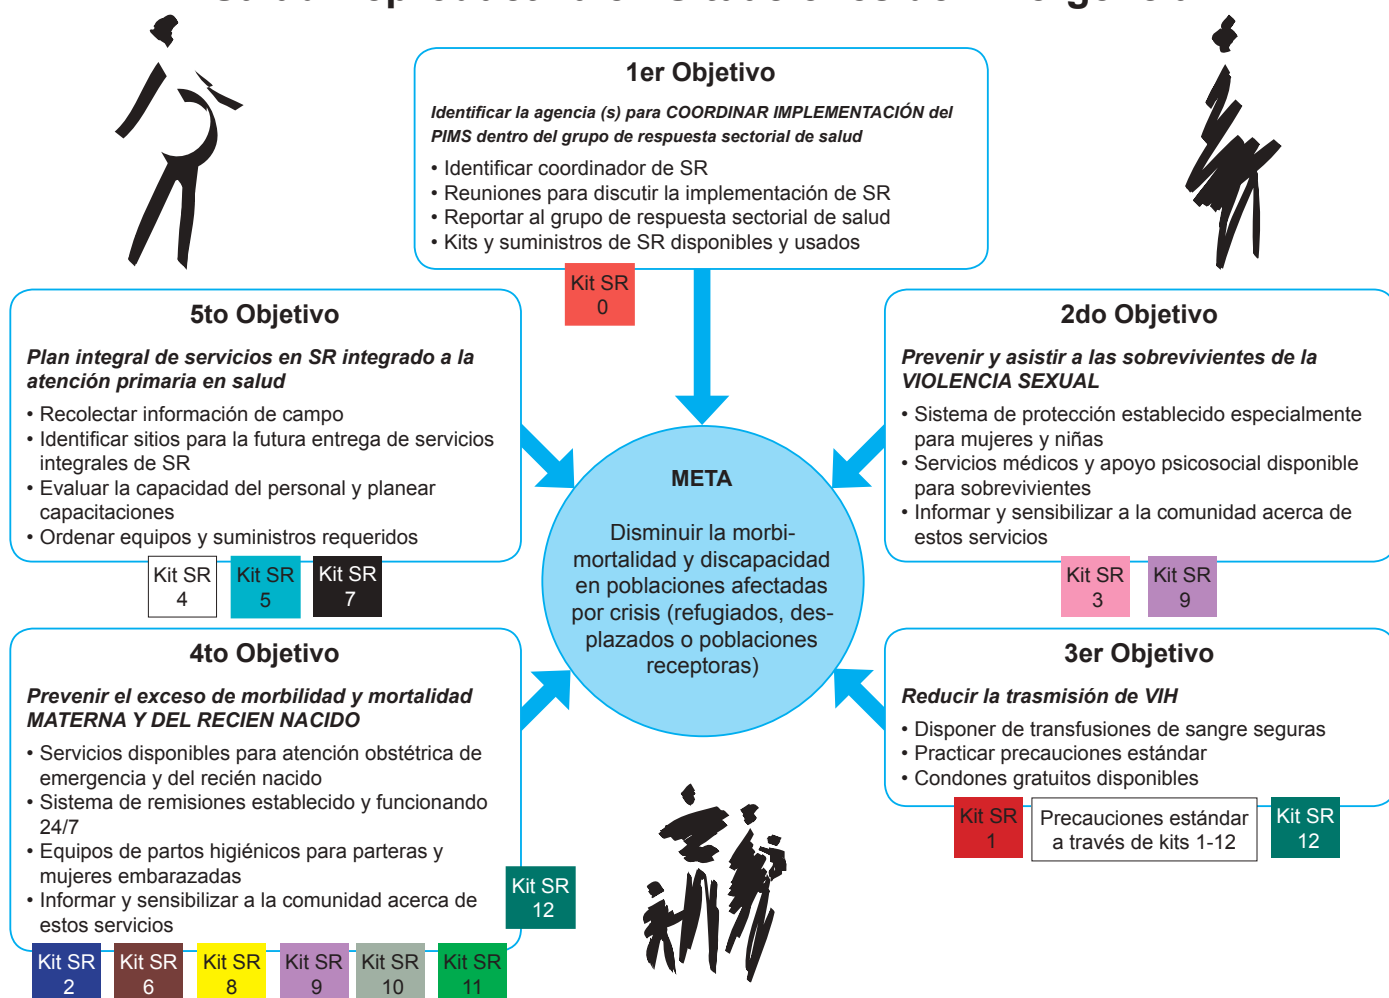 Salud Reproductiva en Situaciones de Emergencia
1er Objetivo
Identificar la agencia (s) para COORDINAR IMPLEMENTACIÓN del
PIMS dentro del grupo de respuesta sectorial de salud
• Identificar coordinador de SR
• Reuniones para discutir la implementación de SR
• Reportar al grupo de respuesta sectorial de salud
• Kits y suministros de SR disponibles y usados
Kit SR
0
5to Objetivo
Plan integral de servicios en SR integrado a la
atención primaria en salud
• Recolectar información de campo
• Identificar sitios para la futura entrega de servicios
integrales de SR
• Evaluar la capacidad del personal y planear
capacitaciones
• Ordenar equipos y suministros requeridos
Kit SR
4
Kit SR
5
Kit SR
7
2do Objetivo
Prevenir y asistir a las sobrevivientes de la
VIOLENCIA SEXUAL
• Sistema de protección establecido especialmente
para mujeres y niñas
• Servicios médicos y apoyo psicosocial disponible
para sobrevivientes
• Informar y sensibilizar a la comunidad acerca de
estos servicios
Kit SR
3
Kit SR
9
META
Disminuir la morbi-
mortalidad y discapacidad
en poblaciones afectadas
por crisis (refugiados, des-
plazados o poblaciones
receptoras)
4to Objetivo
Prevenir el exceso de morbilidad y mortalidad
MATERNA Y DEL RECIEN NACIDO
• Servicios disponibles para atención obstétrica de
emergencia y del recién nacido
• Sistema de remisiones establecido y funcionando
24/7
• Equipos de partos higiénicos para parteras y
mujeres embarazadas
• Informar y sensibilizar a la comunidad acerca de
estos servicios
Kit SR
12
Kit SR
2
Kit SR
6
Kit SR
8
Kit SR
9
Kit SR
10
Kit SR
11
3er Objetivo
Reducir la trasmisión de VIH
• Disponer de transfusiones de sangre seguras
• Practicar precauciones estándar
• Condones gratuitos disponibles
Kit SR
1
Precauciones estándar
a través de kits 1-12
Kit SR
12